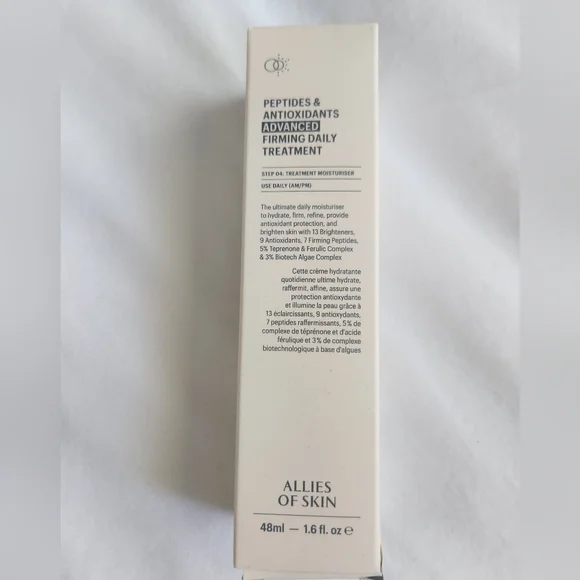 PEPTIDES &
ANTIOXIDANTS
ADVANCED
FIRMING DAILY
TREATMENT
STEP 04: TREATMENT MOISTURISER
USE DAILY (AM/PM)
The ultimate daily moisturiser
to hydrate, firm, refine, provide
antioxidant protection, and
brighten skin with 13 Brighteners,
9 Antioxidants, 7 Firming Peptides,
5% Teprenone & Ferulic Complex
& 3% Biotech Algae Complex
Cette crème hydratante
quotidienne ultime hydrate,
raffermit, affine, assure une
protection antioxydante
et illumine la peau grâce à
13 éclaircissants, 9 antioxydants,
7 peptides raffermissants, 5% de
complexe de téprénone et d'acide
férulique et 3% de complexe
biotechnologique à base d'algues
ALLIES
OF SKIN
48ml — 1.6 fl. oz ℮